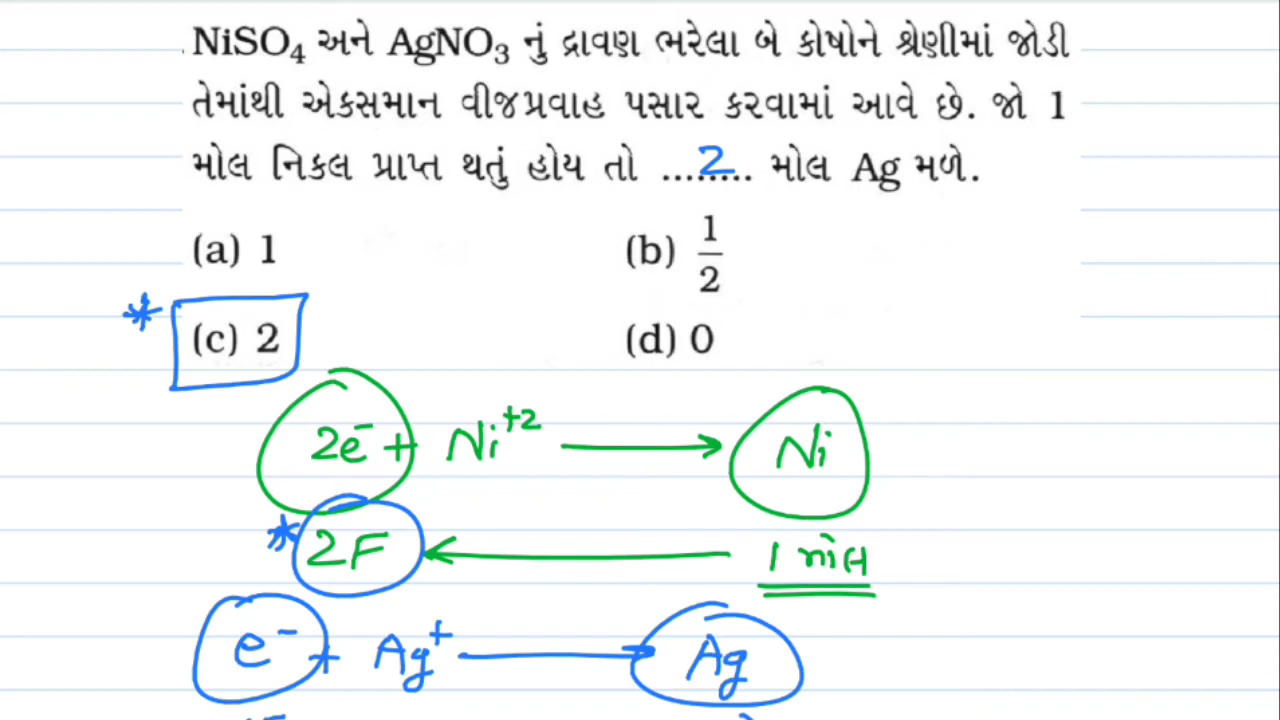 NiSO₄ અને AgNO₃ નું દ્રાવણ ભરેલા બે કોષોને શ્રેણીમાં જોડી
તેમાંથી એકસમાન વીજપ્રવાહ પસાર કરવામાં આવે છે. જો 1
મોલ નિકલ પ્રાપ્ત થતું હોય તો ...2... મોલ Ag મળે.
(a) 1 (b) 1/2
* (c) 2 (d) 0
2e⁻ + Ni⁺² ⟶ Ni
* 2F ⟵ 1 મોલ
e⁻ + Ag⁺ ⟶ Ag